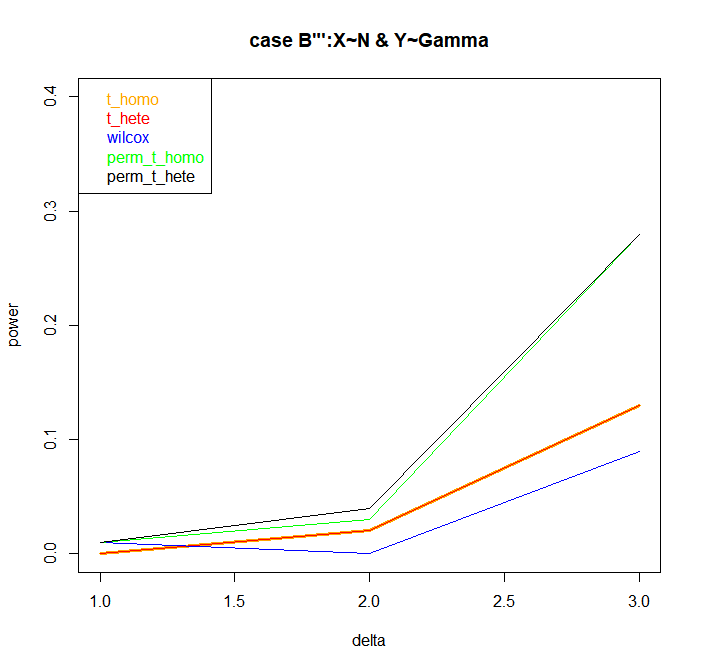 case B''':X~N & Y~Gamma
t_homo
t_hete
wilcox
perm_t_homo
perm_t_hete
power
0.4
0.3
0.2
0.1
0.0
1.0 1.5 2.0 2.5 3.0
delta